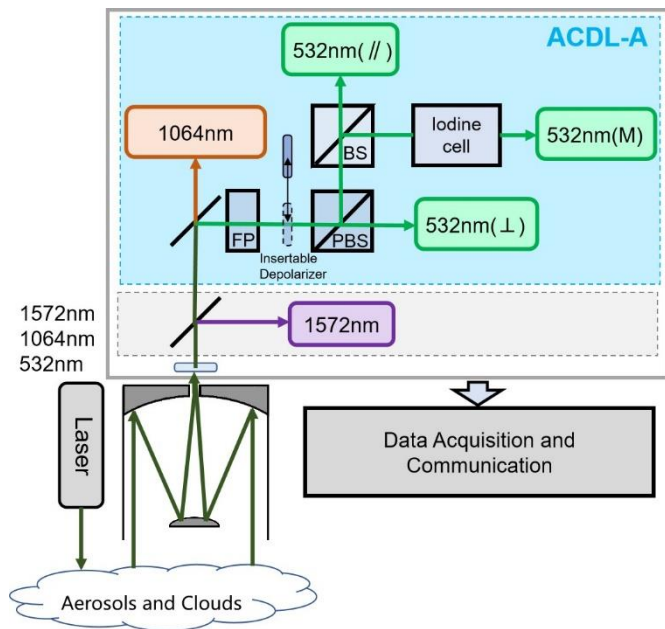 ACDL-A
532nm(//)
1064nm
BS
Iodine
cell
532nm(M)
FP
PBS
532nm(⊥)
Insertable
Depolarizer
1572nm
1572nm
1064nm
532nm
Laser
Data Acquisition and
Communication
Aerosols and Clouds